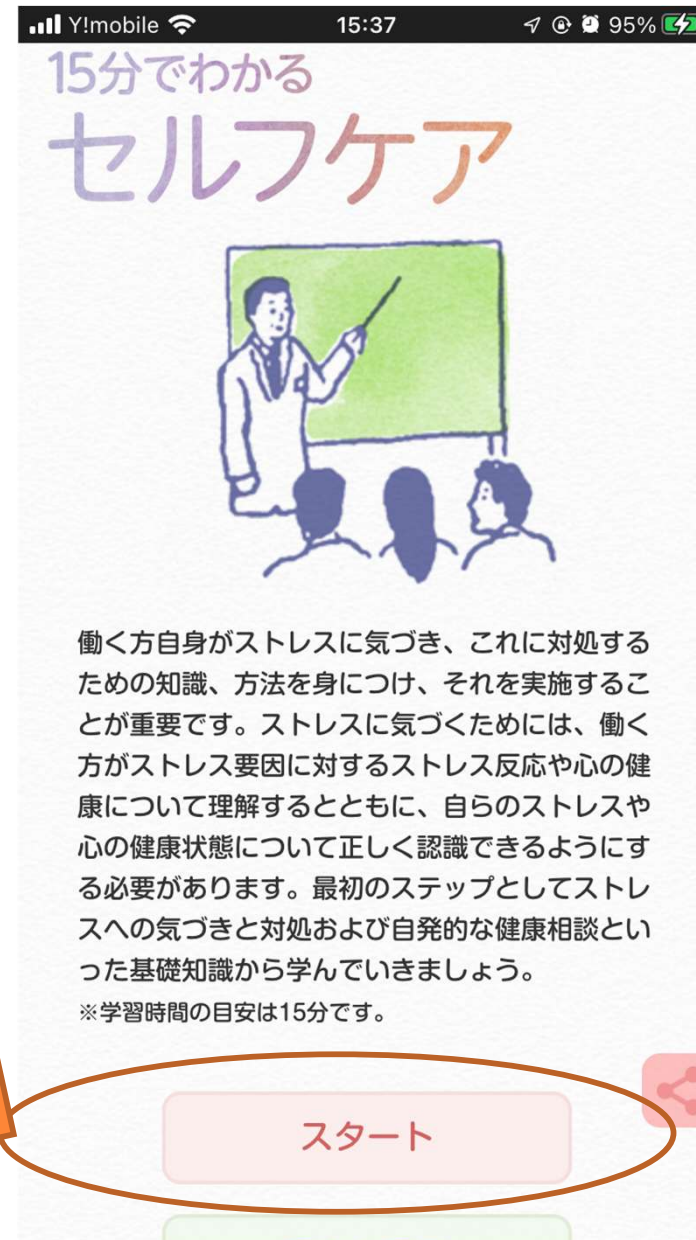 Y!mobile 15:37 95%
15分でわかる
セルフケア
働く方自身がストレスに気づき、これに対処する
ための知識、方法を身につけ、それを実施するこ
とが重要です。ストレスに気づくためには、働く
方がストレス要因に対するストレス反応や心の健
康について理解するとともに、自らのストレスや
心の健康状態について正しく認識できるようにす
る必要があります。最初のステップとしてストレ
スへの気づきと対処および自発的な健康相談とい
った基礎知識から学んでいきましょう。
※学習時間の目安は15分です。
スタート